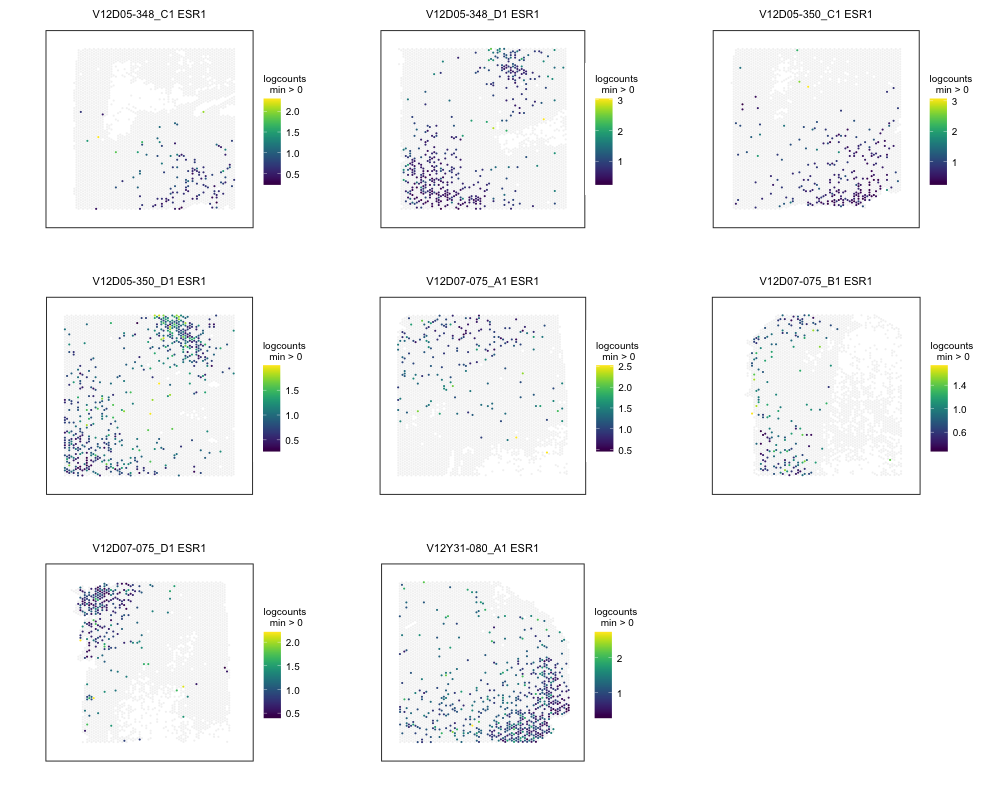 V12D05-348_C1 ESR1
logcounts
min > 0
2.0
1.5
1.0
0.5
V12D05-348_D1 ESR1
logcounts
min > 0
3
2
1
V12D05-350_C1 ESR1
logcounts
min > 0
3
2
1
V12D05-350_D1 ESR1
logcounts
min > 0
1.5
1.0
0.5
V12D07-075_A1 ESR1
logcounts
min > 0
2.5
2.0
1.5
1.0
0.5
V12D07-075_B1 ESR1
logcounts
min > 0
1.4
1.0
0.6
V12D07-075_D1 ESR1
logcounts
min > 0
2.0
1.5
1.0
0.5
V12Y31-080_A1 ESR1
logcounts
min > 0
2
1